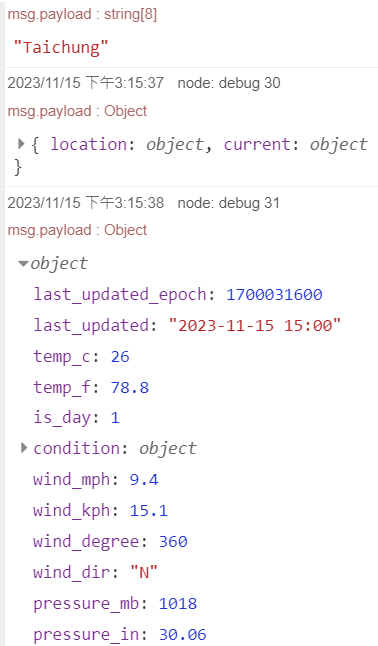 msg.payload : string[8]
"Taichung"
2023/11/15 下午3:15:37 node: debug 30
msg.payload : Object
{ location: object, current: object
}
2023/11/15 下午3:15:38 node: debug 31
msg.payload : Object
object
last_updated_epoch: 1700031600
last_updated: "2023-11-15 15:00"
temp_c: 26
temp_f: 78.8
is_day: 1
condition: object
wind_mph: 9.4
wind_kph: 15.1
wind_degree: 360
wind_dir: "N"
pressure_mb: 1018
pressure_in: 30.06